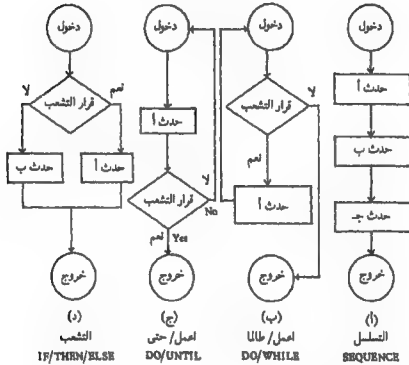 دخول
دخول
دخول
دخول
حدث أ
حدث ب
حدث جـ
خروج
قرار التشعب
لا
نعم
حدث أ
خروج
حدث أ
قرار التشعب
لا
No
نعم
Yes
خروج
قرار التشعب
نعم
لا
حدث أ
حدث ب
خروج
(أ)
(ب)
(ج)
(د)
التسلسل
اعمل/ طالما
اعمل/ حتى
التشعب
SEQUENCE
DO/WHILE
DO/UNTIL
IF/THEN/ELSE